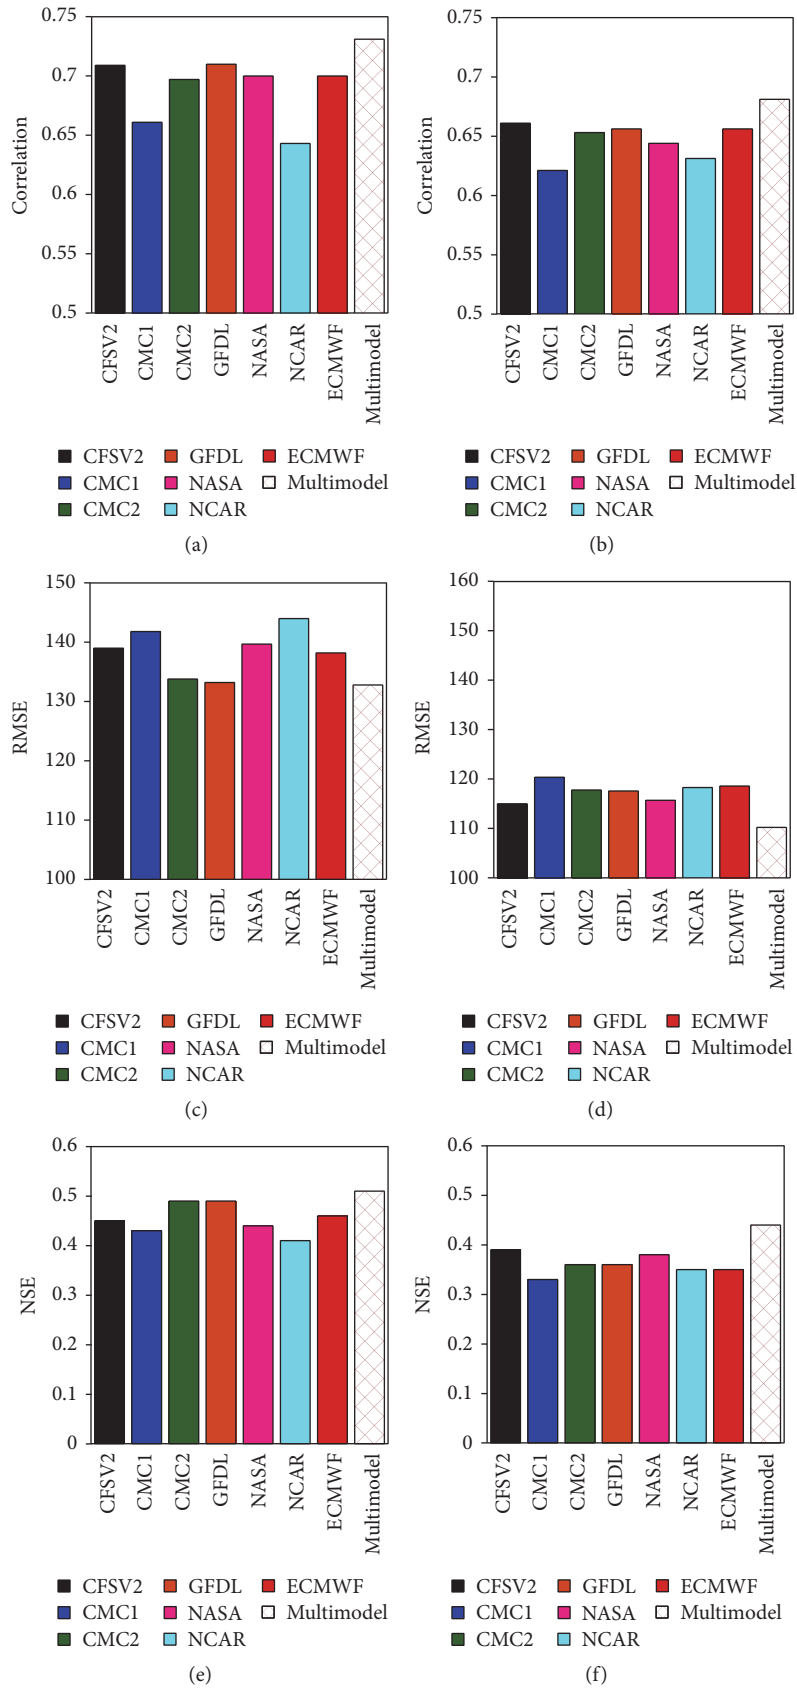 0.75
0.7
0.65
0.6
0.55
0.5
Correlation
CFSV2
CMC1
CMC2
GFDL
NASA
NCAR
ECMWF
Multimodel
CFSV2 GFDL ECMWF
CMC1 NASA Multimodel
CMC2 NCAR
(a)
0.75
0.7
0.65
0.6
0.55
0.5
Correlation
CFSV2
CMC1
CMC2
GFDL
NASA
NCAR
ECMWF
Multimodel
CFSV2 GFDL ECMWF
CMC1 NASA Multimodel
CMC2 NCAR
(b)
150
140
130
120
110
100
RMSE
CFSV2
CMC1
CMC2
GFDL
NASA
NCAR
ECMWF
Multimodel
CFSV2 GFDL ECMWF
CMC1 NASA Multimodel
CMC2 NCAR
(c)
160
150
140
130
120
110
100
RMSE
CFSV2
CMC1
CMC2
GFDL
NASA
NCAR
ECMWF
Multimodel
CFSV2 GFDL ECMWF
CMC1 NASA Multimodel
CMC2 NCAR
(d)
0.6
0.5
0.4
0.3
0.2
0.1
0
NSE
CFSV2
CMC1
CMC2
GFDL
NASA
NCAR
ECMWF
Multimodel
CFSV2 GFDL ECMWF
CMC1 NASA Multimodel
CMC2 NCAR
(e)
0.6
0.5
0.4
0.3
0.2
0.1
0
NSE
CFSV2
CMC1
CMC2
GFDL
NASA
NCAR
ECMWF
Multimodel
CFSV2 GFDL ECMWF
CMC1 NASA Multimodel
CMC2 NCAR
(f)